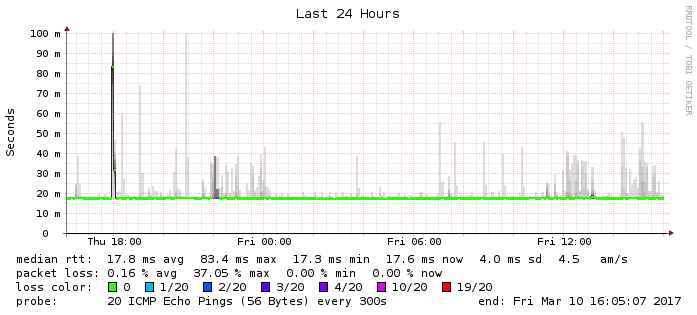 Last 24 Hours
RRDTOOL / TOBI OETIKER
Seconds
100 m
90 m
80 m
70 m
60 m
50 m
40 m
30 m
20 m
10 m
0
Thu 18:00 Fri 00:00 Fri 06:00 Fri 12:00
median rtt: 17.8 ms avg 83.4 ms max 17.3 ms min 17.6 ms now 4.0 ms sd 4.5 am/s
packet loss: 0.16 % avg 37.05 % max 0.00 % min 0.00 % now
loss color: 0 1/20 2/20 3/20 4/20 10/20 19/20
probe: 20 ICMP Echo Pings (56 Bytes) every 300s end: Fri Mar 10 16:05:07 2017